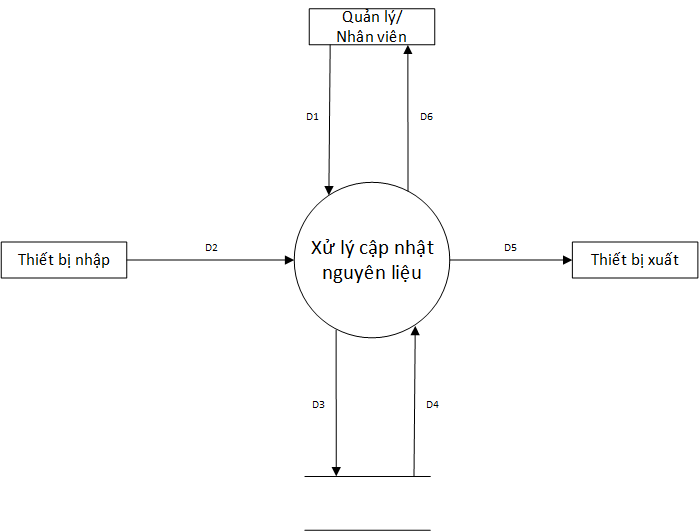 Quản lý/
Nhân viên
D1
D6
Thiết bị nhập
D2
Xử lý cập nhật
nguyên liệu
D5
Thiết bị xuất
D3
D4